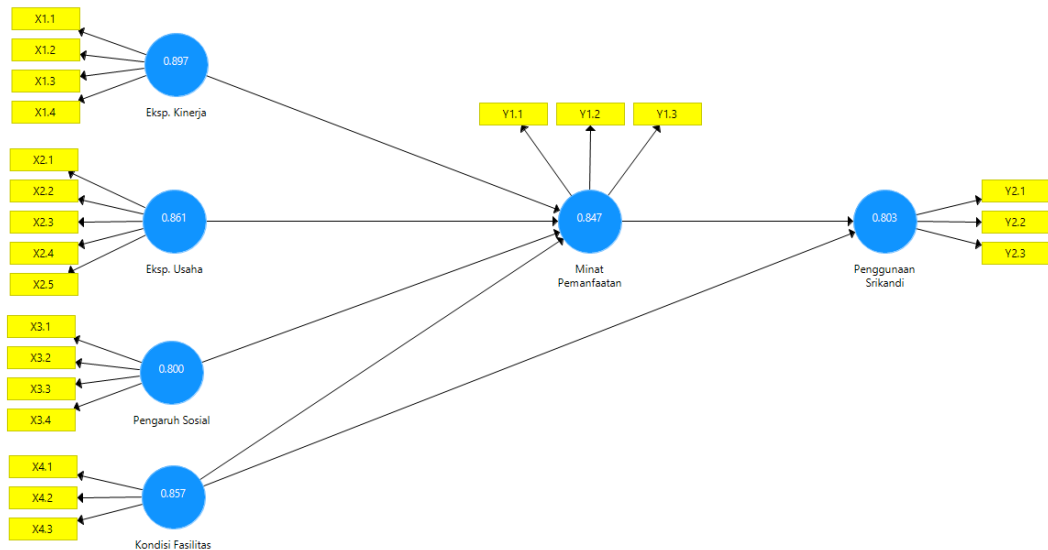 X1.1
X1.2
X1.3
X1.4
0.897
Eksp. Kinerja
X2.1
X2.2
X2.3
X2.4
X2.5
0.861
Eksp. Usaha
X3.1
X3.2
X3.3
X3.4
0.800
Pengaruh Sosial
X4.1
X4.2
X4.3
0.857
Kondisi Fasilitas
Y1.1
Y1.2
Y1.3
0.847
Minat
Pemanfaatan
0.803
Penggunaan
Srikandi
Y2.1
Y2.2
Y2.3